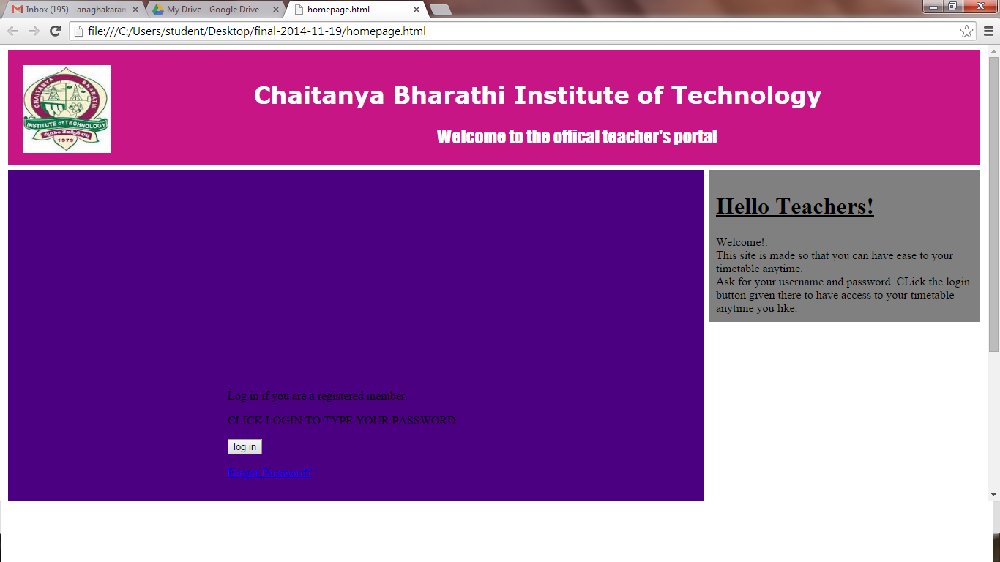 Inbox (195) - anaghakaran
My Drive - Google Drive
homepage.html
file:///C:/Users/student/Desktop/final-2014-11-19/homepage.html
CHAITANYA BHARATHI
INSTITUTE of TECHNOLOGY
1979
Chaitanya Bharathi Institute of Technology
Welcome to the offical teacher's portal
Log in if you are a registered member.
CLICK LOGIN TO TYPE YOUR PASSWORD
log in
Forgot Password?
Hello Teachers!
Welcome!.
This site is made so that you can have ease to your
timetable anytime.
Ask for your username and password. CLick the login
button given there to have access to your timetable
anytime you like.